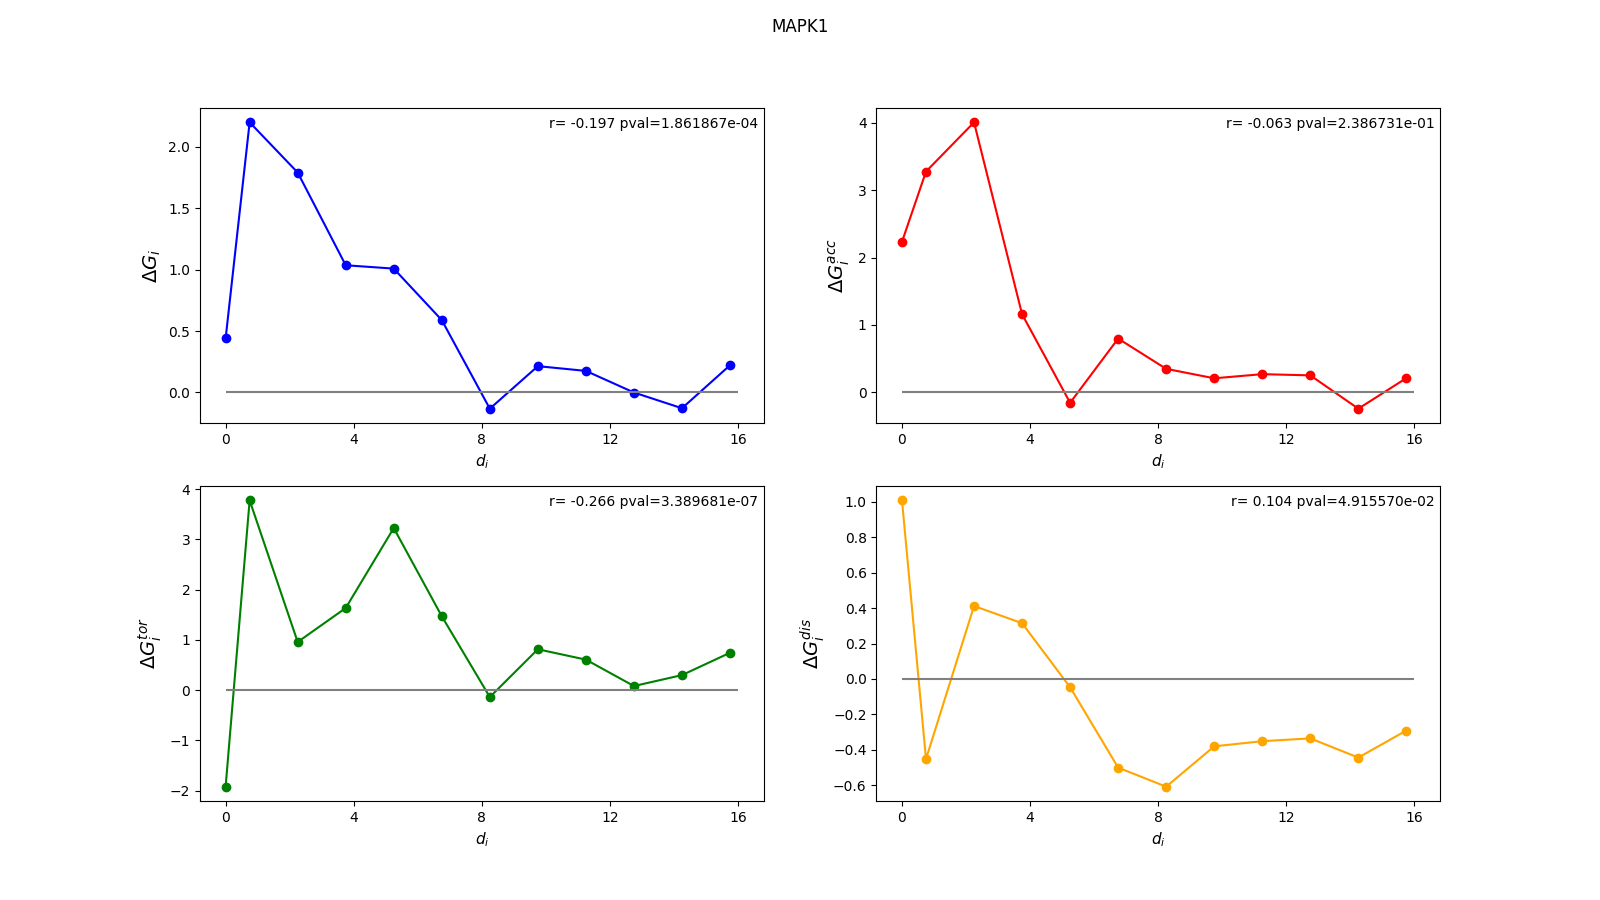 MAPK1
r= -0.197 pval=1.861867e-04
2.0
1.5
1.0
0.5
0.0
ΔG_i
0 4 8 12 16
d_i
r= -0.063 pval=2.386731e-01
4
3
2
1
0
ΔG_i^acc
0 4 8 12 16
d_i
r= -0.266 pval=3.389681e-07
4
3
2
1
0
−1
−2
ΔG_i^tor
0 4 8 12 16
d_i
r= 0.104 pval=4.915570e-02
1.0
0.8
0.6
0.4
0.2
0.0
−0.2
−0.4
−0.6
ΔG_i^dis
0 4 8 12 16
d_i